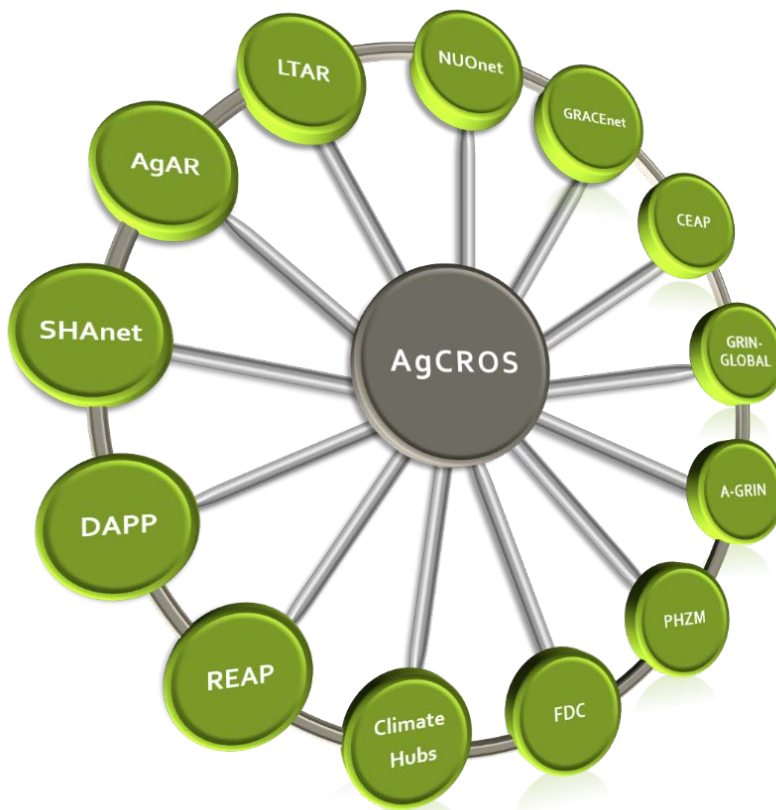 NUOnet
LTAR
GRACEnet
AgAR
CEAP
SHAnet
GRIN-
GLOBAL
AgCROS
A-GRIN
DAPP
PHZM
REAP
FDC
Climate
Hubs